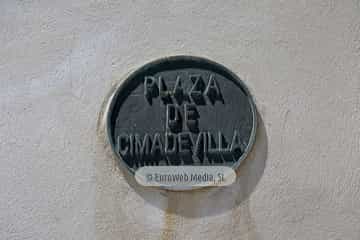 PLAZA
DE
CIMADEVILLA
© EuroWeb Media, SL